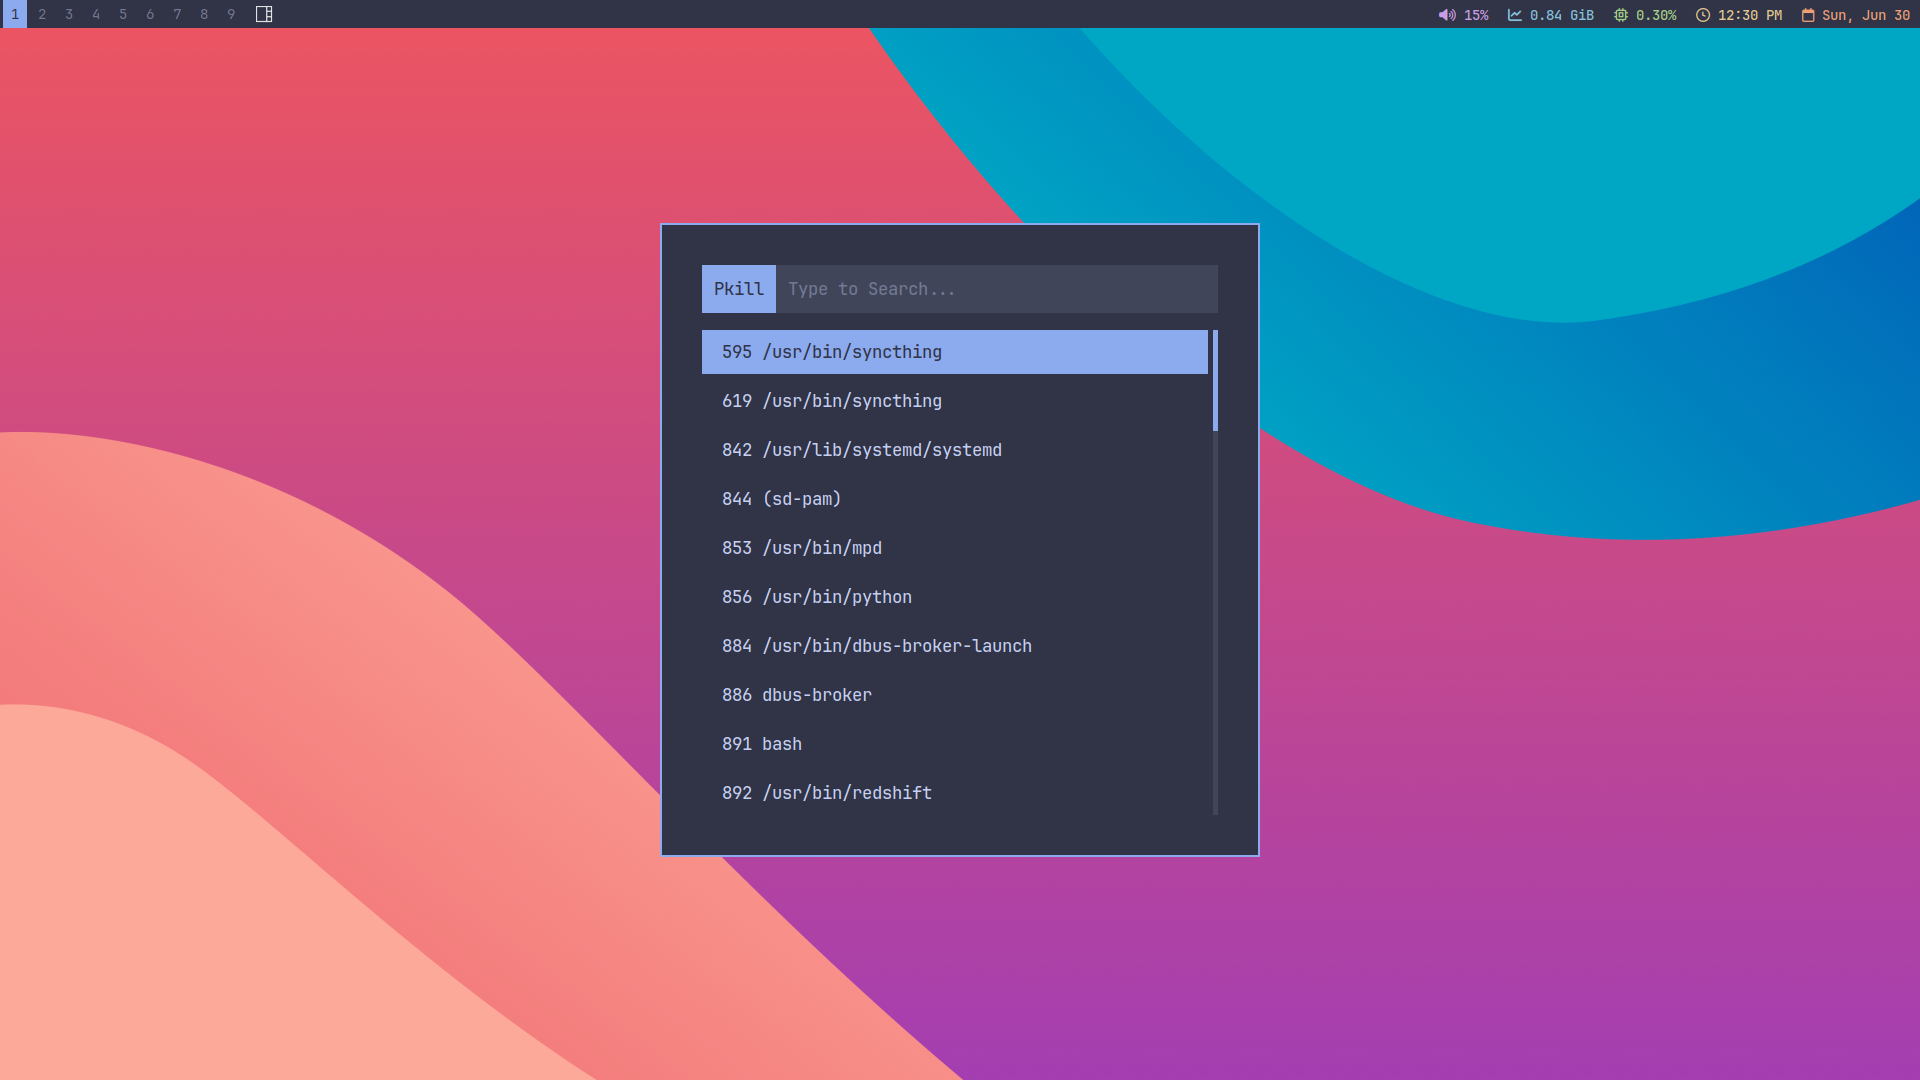 1 2 3 4 5 6 7 8 9 15% 0.84 GiB 0.30% 12:30 PM Sun, Jun 30
Pkill Type to Search...
595 /usr/bin/syncthing
619 /usr/bin/syncthing
842 /usr/lib/systemd/systemd
844 (sd-pam)
853 /usr/bin/mpd
856 /usr/bin/python
884 /usr/bin/dbus-broker-launch
886 dbus-broker
891 bash
892 /usr/bin/redshift